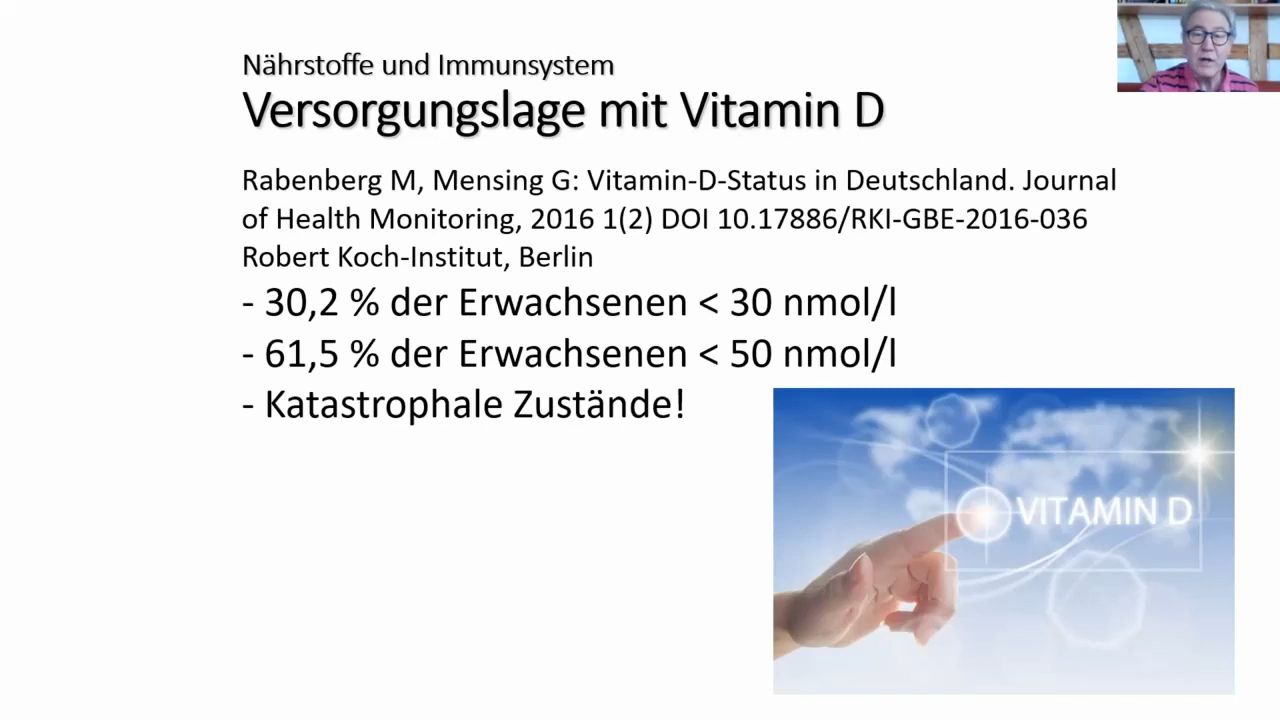 Nährstoffe und Immunsystem
Versorgungslage mit Vitamin D
Rabenberg M, Mensing G: Vitamin-D-Status in Deutschland. Journal
of Health Monitoring, 2016 1(2) DOI 10.17886/RKI-GBE-2016-036
Robert Koch-Institut, Berlin
- 30,2 % der Erwachsenen < 30 nmol/l
- 61,5 % der Erwachsenen < 50 nmol/l
- Katastrophale Zustände!
VITAMIN D